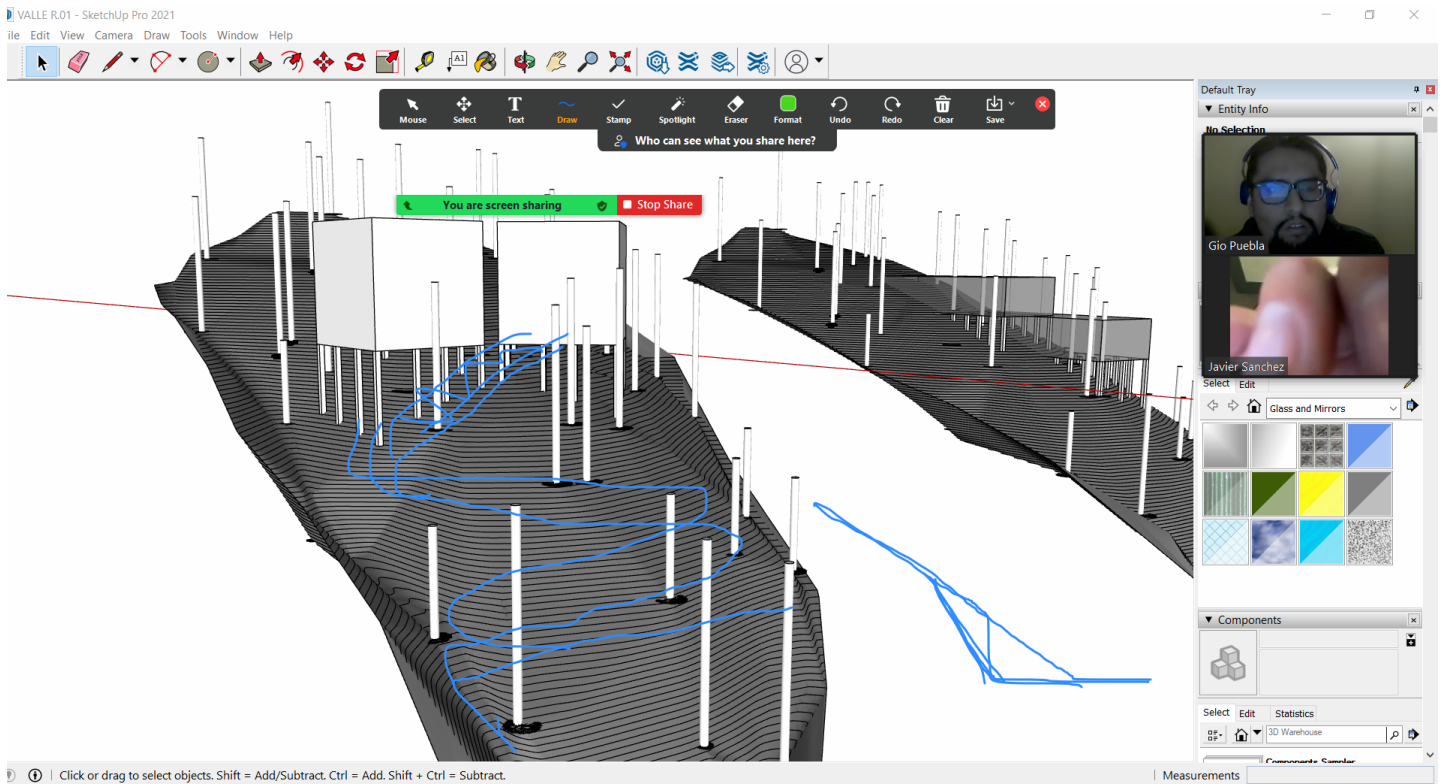 VALLE R.01 - SketchUp Pro 2021
ile Edit View Camera Draw Tools Window Help
A1
Mouse Select Text Draw Stamp Spotlight Eraser Format Undo Redo Clear Save
T
Who can see what you share here?
You are screen sharing Stop Share
Default Tray
Entity Info
No Selection
Gio Puebla
Javier Sanchez
Select Edit
Glass and Mirrors
Components
Select Edit Statistics
3D Warehouse
Components Sampler
Click or drag to select objects. Shift = Add/Subtract. Ctrl = Add. Shift + Ctrl = Subtract.
Measurements